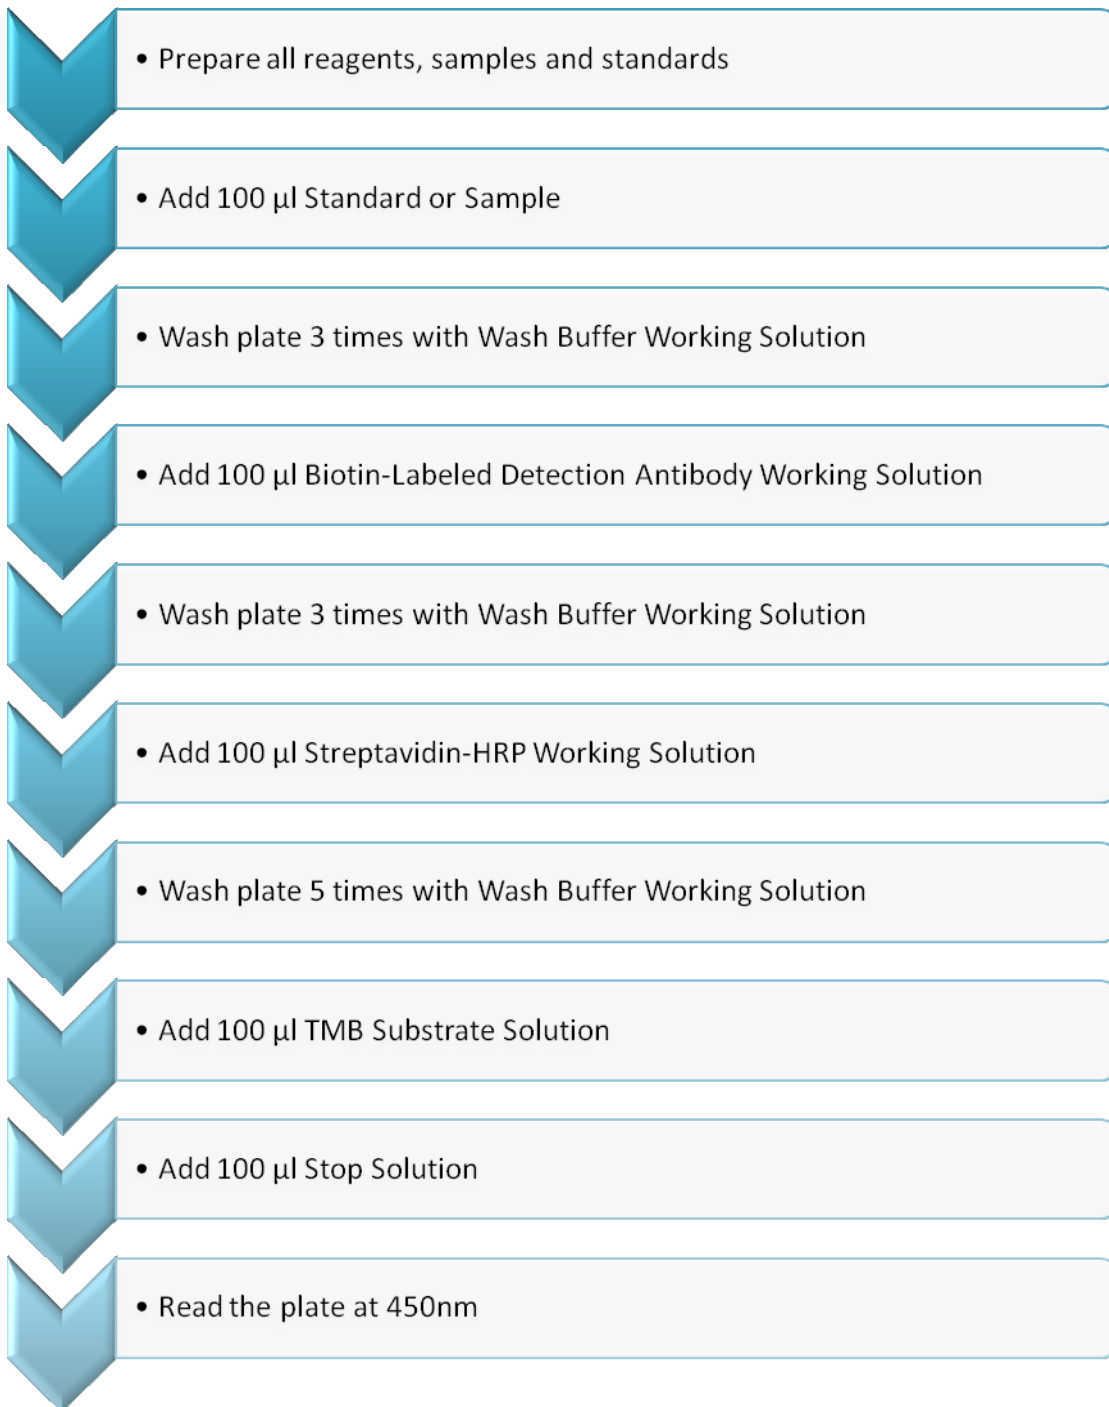 • Prepare all reagents, samples and standards
• Add 100 µl Standard or Sample
• Wash plate 3 times with Wash Buffer Working Solution
• Add 100 µl Biotin-Labeled Detection Antibody Working Solution
• Wash plate 3 times with Wash Buffer Working Solution
• Add 100 µl Streptavidin-HRP Working Solution
• Wash plate 5 times with Wash Buffer Working Solution
• Add 100 µl TMB Substrate Solution
• Add 100 µl Stop Solution
• Read the plate at 450nm